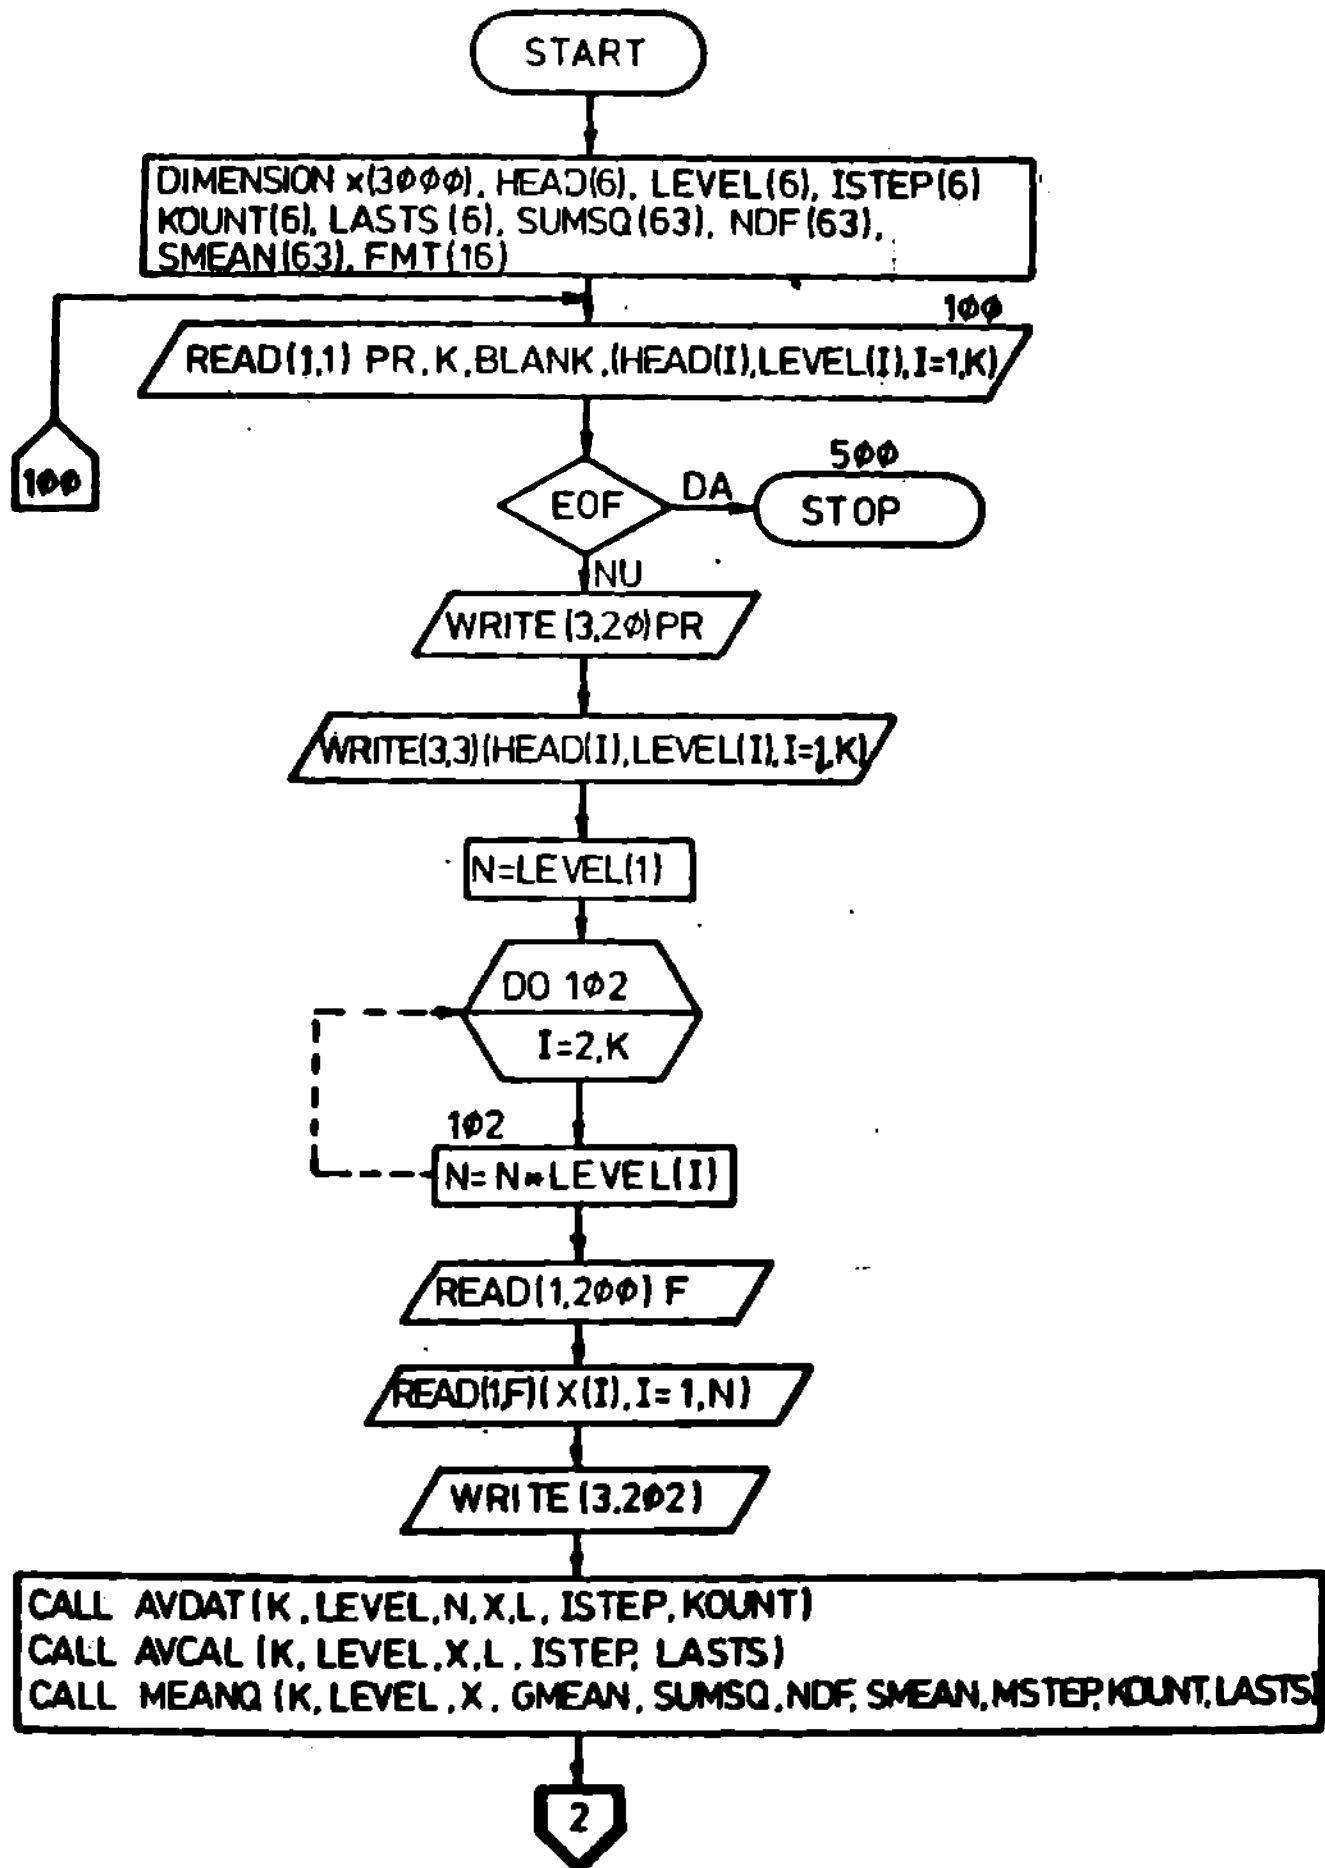 START
DIMENSION x(3φφφ), HEAD(6), LEVEL(6), ISTEP(6)
KOUNT(6), LASTS (6), SUMSQ(63), NDF(63),
SMEAN(63), FMT(16)
1φφ
READ(1,1) PR,K,BLANK,(HEAD(I),LEVEL(I),I=1,K)
1φφ
EOF
DA
5φφ
STOP
NU
WRITE (3,2φ)PR
WRITE(3,3)(HEAD(I),LEVEL(I),I=1,K)
N=LEVEL(1)
DO 1φ2
I=2,K
1φ2
N=N*LEVEL(I)
READ(1,2φφ) F
READ(1,F)(X(I),I=1,N)
WRITE (3,2φ2)
CALL AVDAT(K,LEVEL,N,X,L,ISTEP,KOUNT)
CALL AVCAL (K,LEVEL,X,L,ISTEP,LASTS)
CALL MEANQ (K,LEVEL,X,GMEAN,SUMSQ,NDF,SMEAN,MSTEP,KOUNT,LASTS)
2